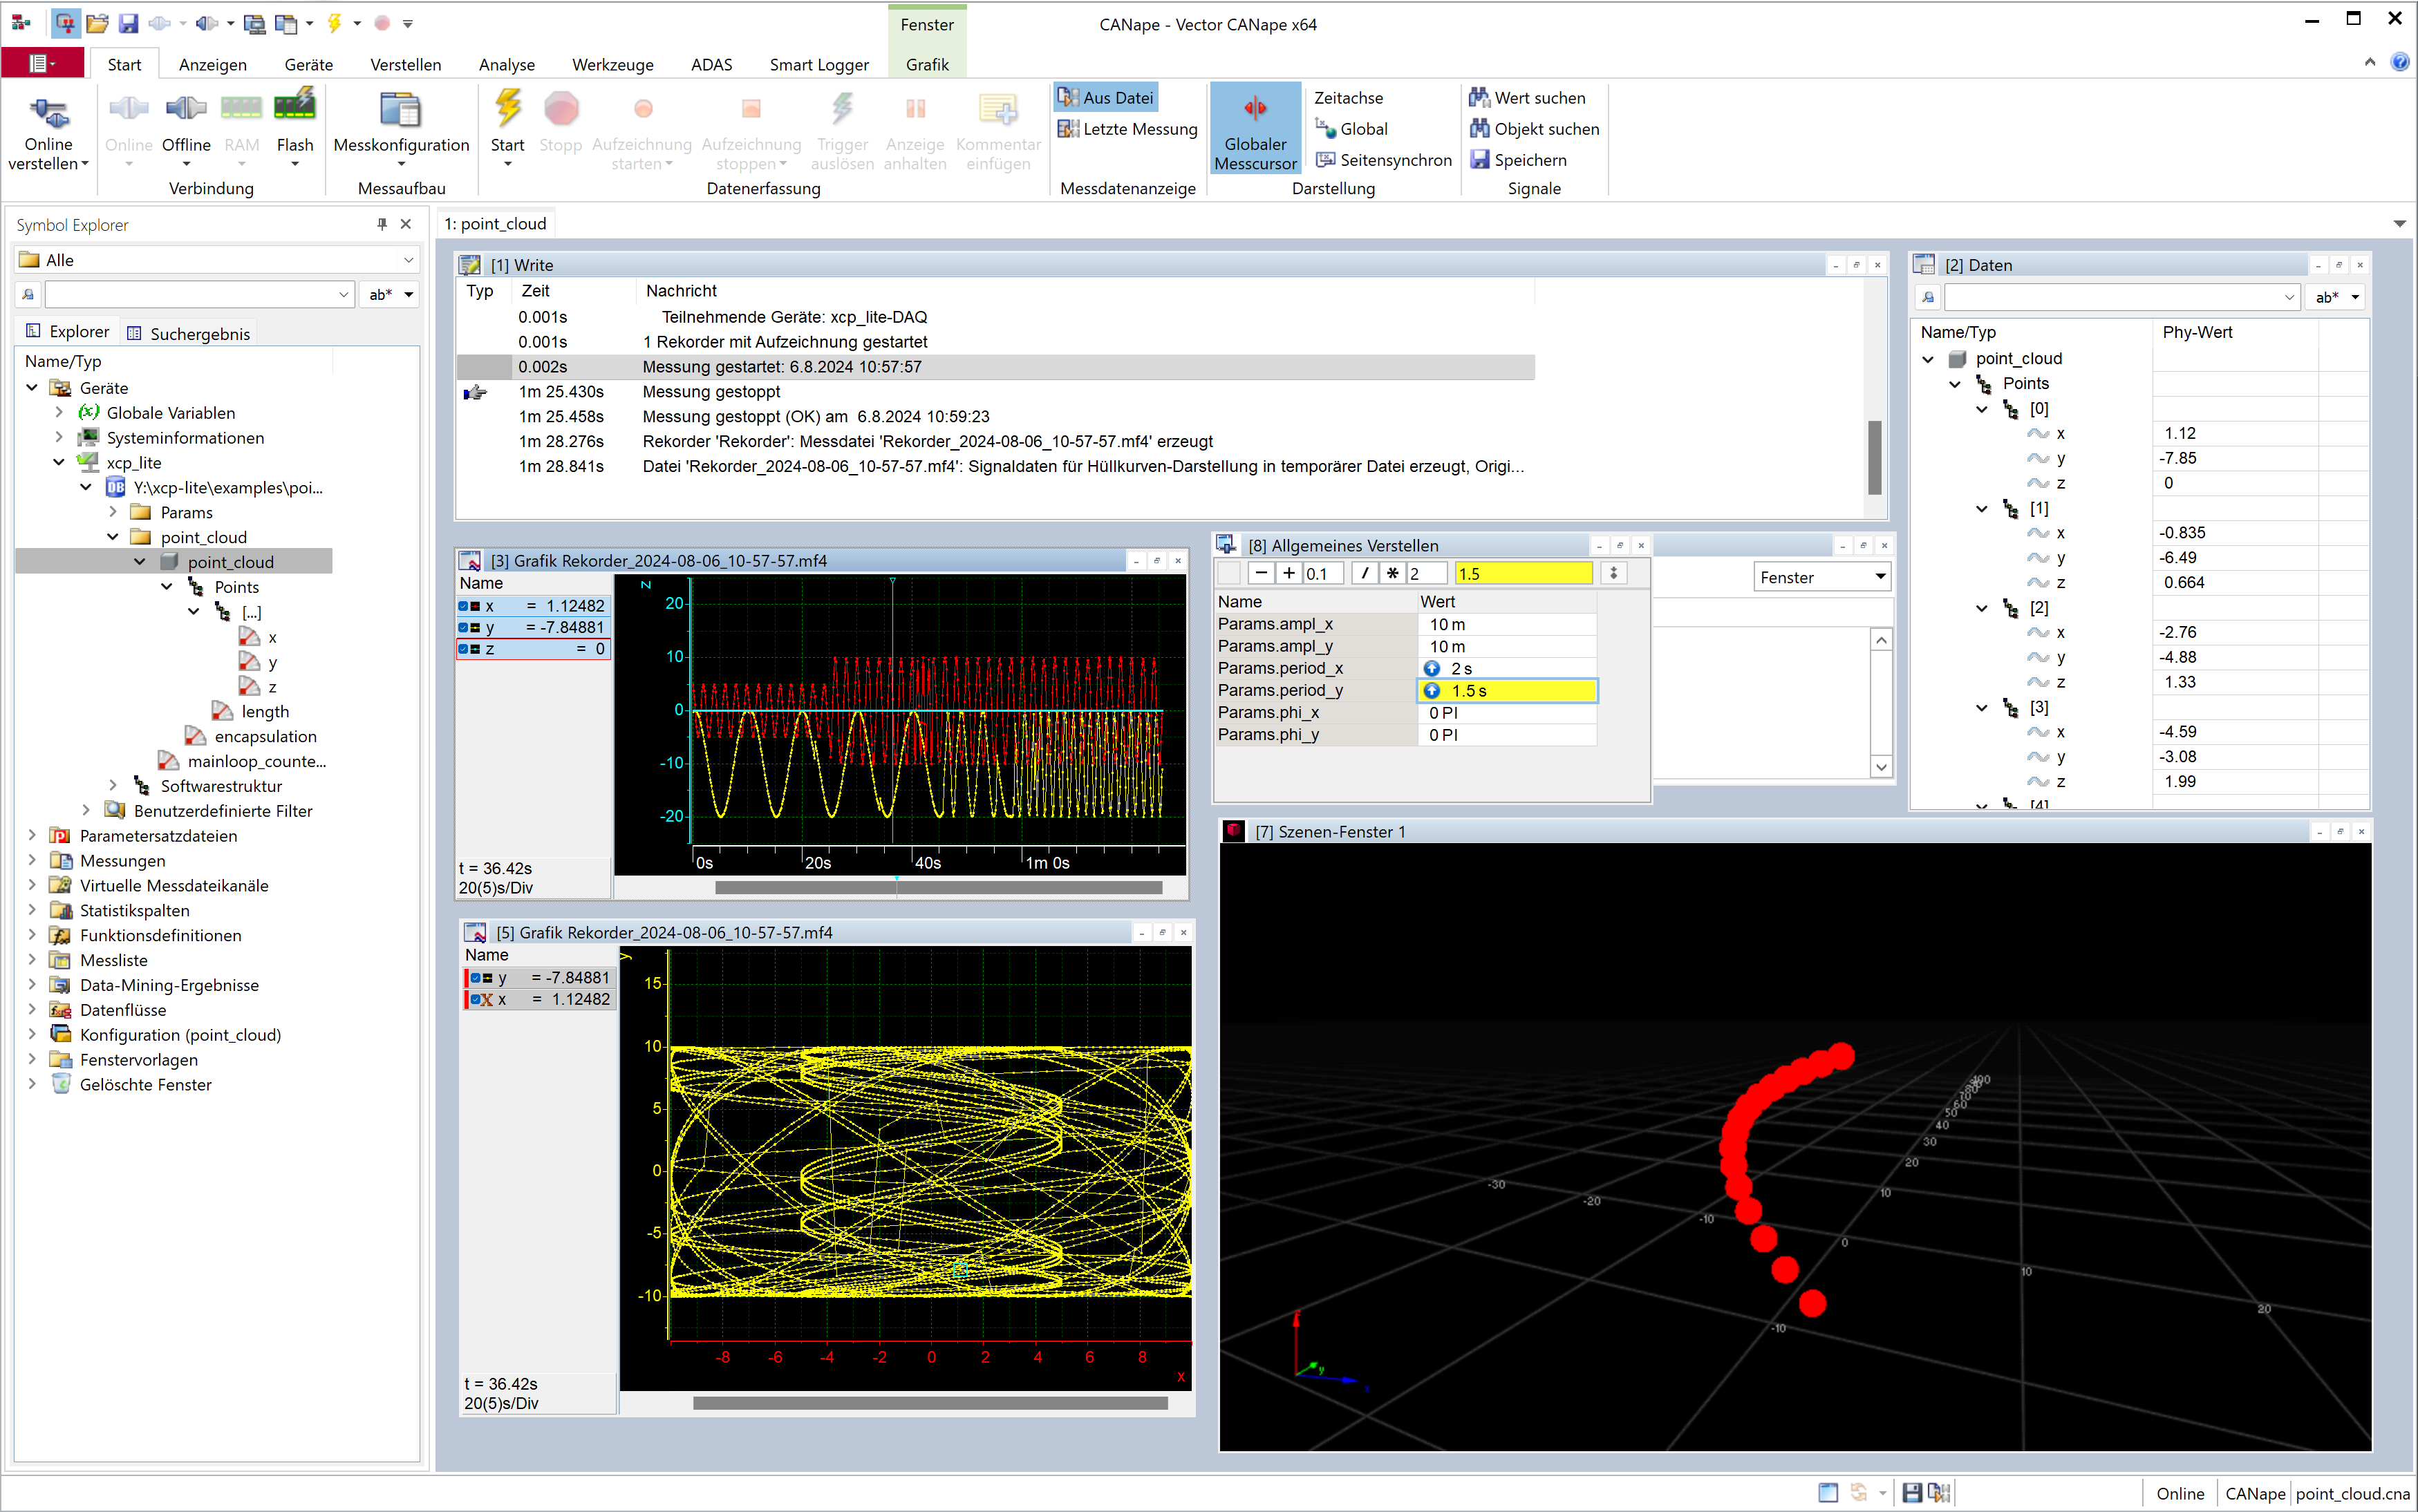 Fenster
CANape - Vector CANape x64
Start
Anzeigen
Geräte
Verstellen
Analyse
Werkzeuge
ADAS
Smart Logger
Grafik
Online verstellen
Online
Offline
RAM
Flash
Verbindung
Messkonfiguration
Messaufbau
Start
Stopp
Aufzeichnung starten
Aufzeichnung stoppen
Trigger auslösen
Anzeige anhalten
Kommentar einfügen
Datenerfassung
Aus Datei
Letzte Messung
Messdatenanzeige
Globaler Messcursor
Zeitachse
Global
Seitensynchron
Darstellung
Wert suchen
Objekt suchen
Speichern
Signale
Symbol Explorer
Alle
ab*
Explorer
Suchergebnis
Name/Typ
Geräte
Globale Variablen
Systeminformationen
xcp_lite
Y:\xcp-lite\examples\poi...
Params
point_cloud
point_cloud
Points
[...]
x
y
z
length
encapsulation
mainloop_counte...
Softwarestruktur
Benutzerdefinierte Filter
Parametersatzdateien
Messungen
Virtuelle Messdateikanäle
Statistikspalten
Funktionsdefinitionen
Messliste
Data-Mining-Ergebnisse
Datenflüsse
Konfiguration (point_cloud)
Fenstervorlagen
Gelöschte Fenster
1: point_cloud
[1] Write
Typ Zeit Nachricht
0.001s Teilnehmende Geräte: xcp_lite-DAQ
0.001s 1 Rekorder mit Aufzeichnung gestartet
0.002s Messung gestartet: 6.8.2024 10:57:57
1m 25.430s Messung gestoppt
1m 25.458s Messung gestoppt (OK) am 6.8.2024 10:59:23
1m 28.276s Rekorder 'Rekorder': Messdatei 'Rekorder_2024-08-06_10-57-57.mf4' erzeugt
1m 28.841s Datei 'Rekorder_2024-08-06_10-57-57.mf4': Signaldaten für Hüllkurven-Darstellung in temporärer Datei erzeugt, Origi...
[2] Daten
ab*
Name/Typ Phy-Wert
point_cloud
Points
[0]
x 1.12
y -7.85
z 0
[1]
x -0.835
y -6.49
z 0.664
[2]
x -2.76
y -4.88
z 1.33
[3]
x -4.59
y -3.08
z 1.99
[4]
[3] Grafik Rekorder_2024-08-06_10-57-57.mf4
Name
x = 1.12482
y = -7.84881
z = 0
t = 36.42s
20(5)s/Div
z
20
10
0
-10
-20
0s 20s 40s 1m 0s
[8] Allgemeines Verstellen
− + 0.1 / * 2 1.5
Name Wert
Params.ampl_x 10 m
Params.ampl_y 10 m
Params.period_x 2 s
Params.period_y 1.5 s
Params.phi_x 0 PI
Params.phi_y 0 PI
Fenster
[5] Grafik Rekorder_2024-08-06_10-57-57.mf4
Name
y = -7.84881
X x = 1.12482
t = 36.42s
20(5)s/Div
y
15
10
5
0
-5
-10
-8 -6 -4 -2 0 2 4 6 8
x
[7] Szenen-Fenster 1
100
60
50
40
30
20
10
-30
-20
-10
0
10
20
-10
y
x
Online
CANape
point_cloud.cna